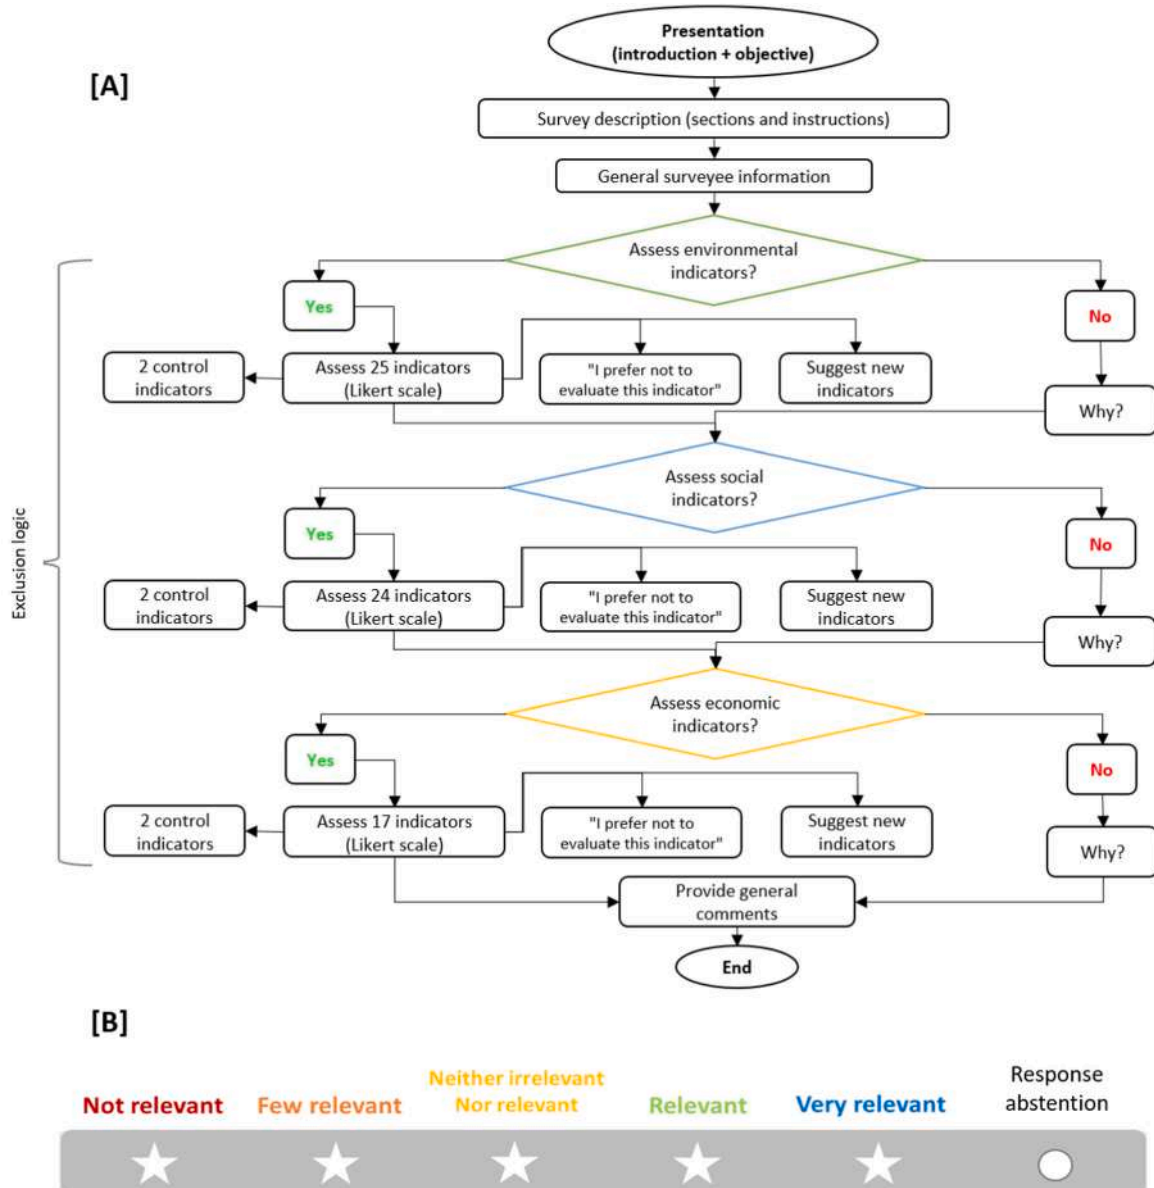 [A]
Presentation
(introduction + objective)
Survey description (sections and instructions)
General surveyee information
Assess environmental
indicators?
Yes
No
2 control
indicators
Assess 25 indicators
(Likert scale)
"I prefer not to
evaluate this indicator"
Suggest new
indicators
Why?
Exclusion logic
Assess social
indicators?
Yes
No
2 control
indicators
Assess 24 indicators
(Likert scale)
"I prefer not to
evaluate this indicator"
Suggest new
indicators
Why?
Assess economic
indicators?
Yes
No
2 control
indicators
Assess 17 indicators
(Likert scale)
"I prefer not to
evaluate this indicator"
Suggest new
indicators
Why?
Provide general
comments
End
[B]
Not relevant
Few relevant
Neither irrelevant
Nor relevant
Relevant
Very relevant
Response
abstention